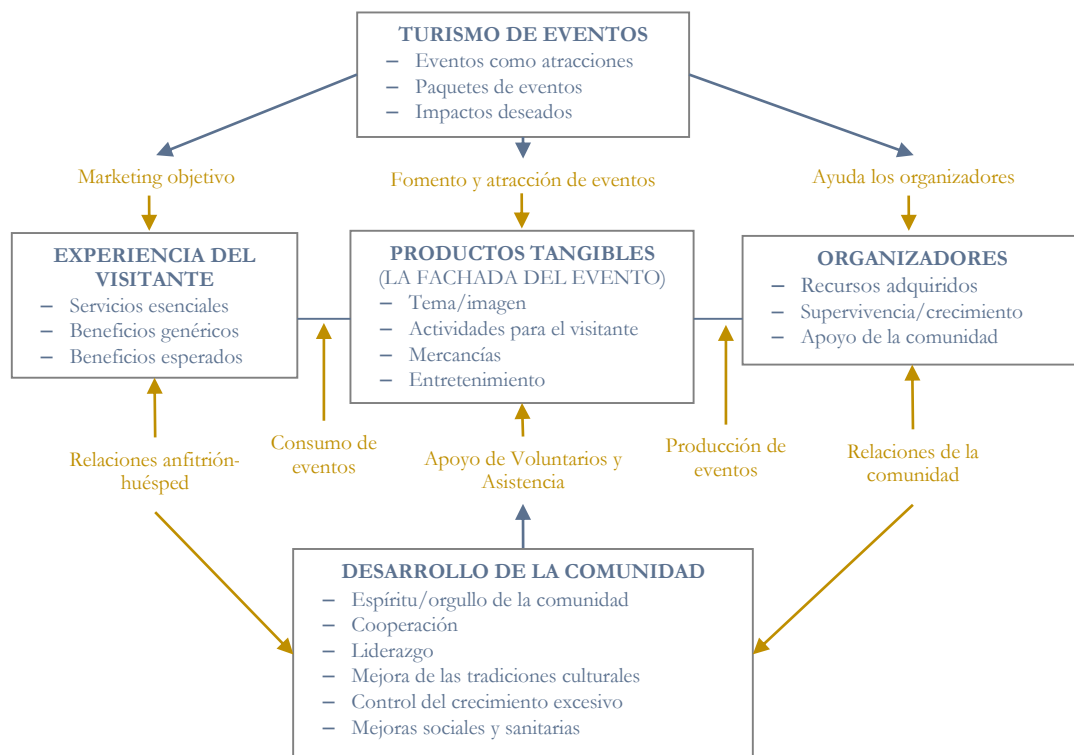 TURISMO DE EVENTOS
– Eventos como atracciones
– Paquetes de eventos
– Impactos deseados
Marketing objetivo
Fomento y atracción de eventos
Ayuda los organizadores
EXPERIENCIA DEL
VISITANTE
– Servicios esenciales
– Beneficios genéricos
– Beneficios esperados
PRODUCTOS TANGIBLES
(LA FACHADA DEL EVENTO)
– Tema/imagen
– Actividades para el visitante
– Mercancías
– Entretenimiento
ORGANIZADORES
– Recursos adquiridos
– Supervivencia/crecimiento
– Apoyo de la comunidad
Relaciones anfitrión-
huésped
Consumo de
eventos
Apoyo de Voluntarios y
Asistencia
Producción de
eventos
Relaciones de la
comunidad
DESARROLLO DE LA COMUNIDAD
– Espíritu/orgullo de la comunidad
– Cooperación
– Liderazgo
– Mejora de las tradiciones culturales
– Control del crecimiento excesivo
– Mejoras sociales y sanitarias